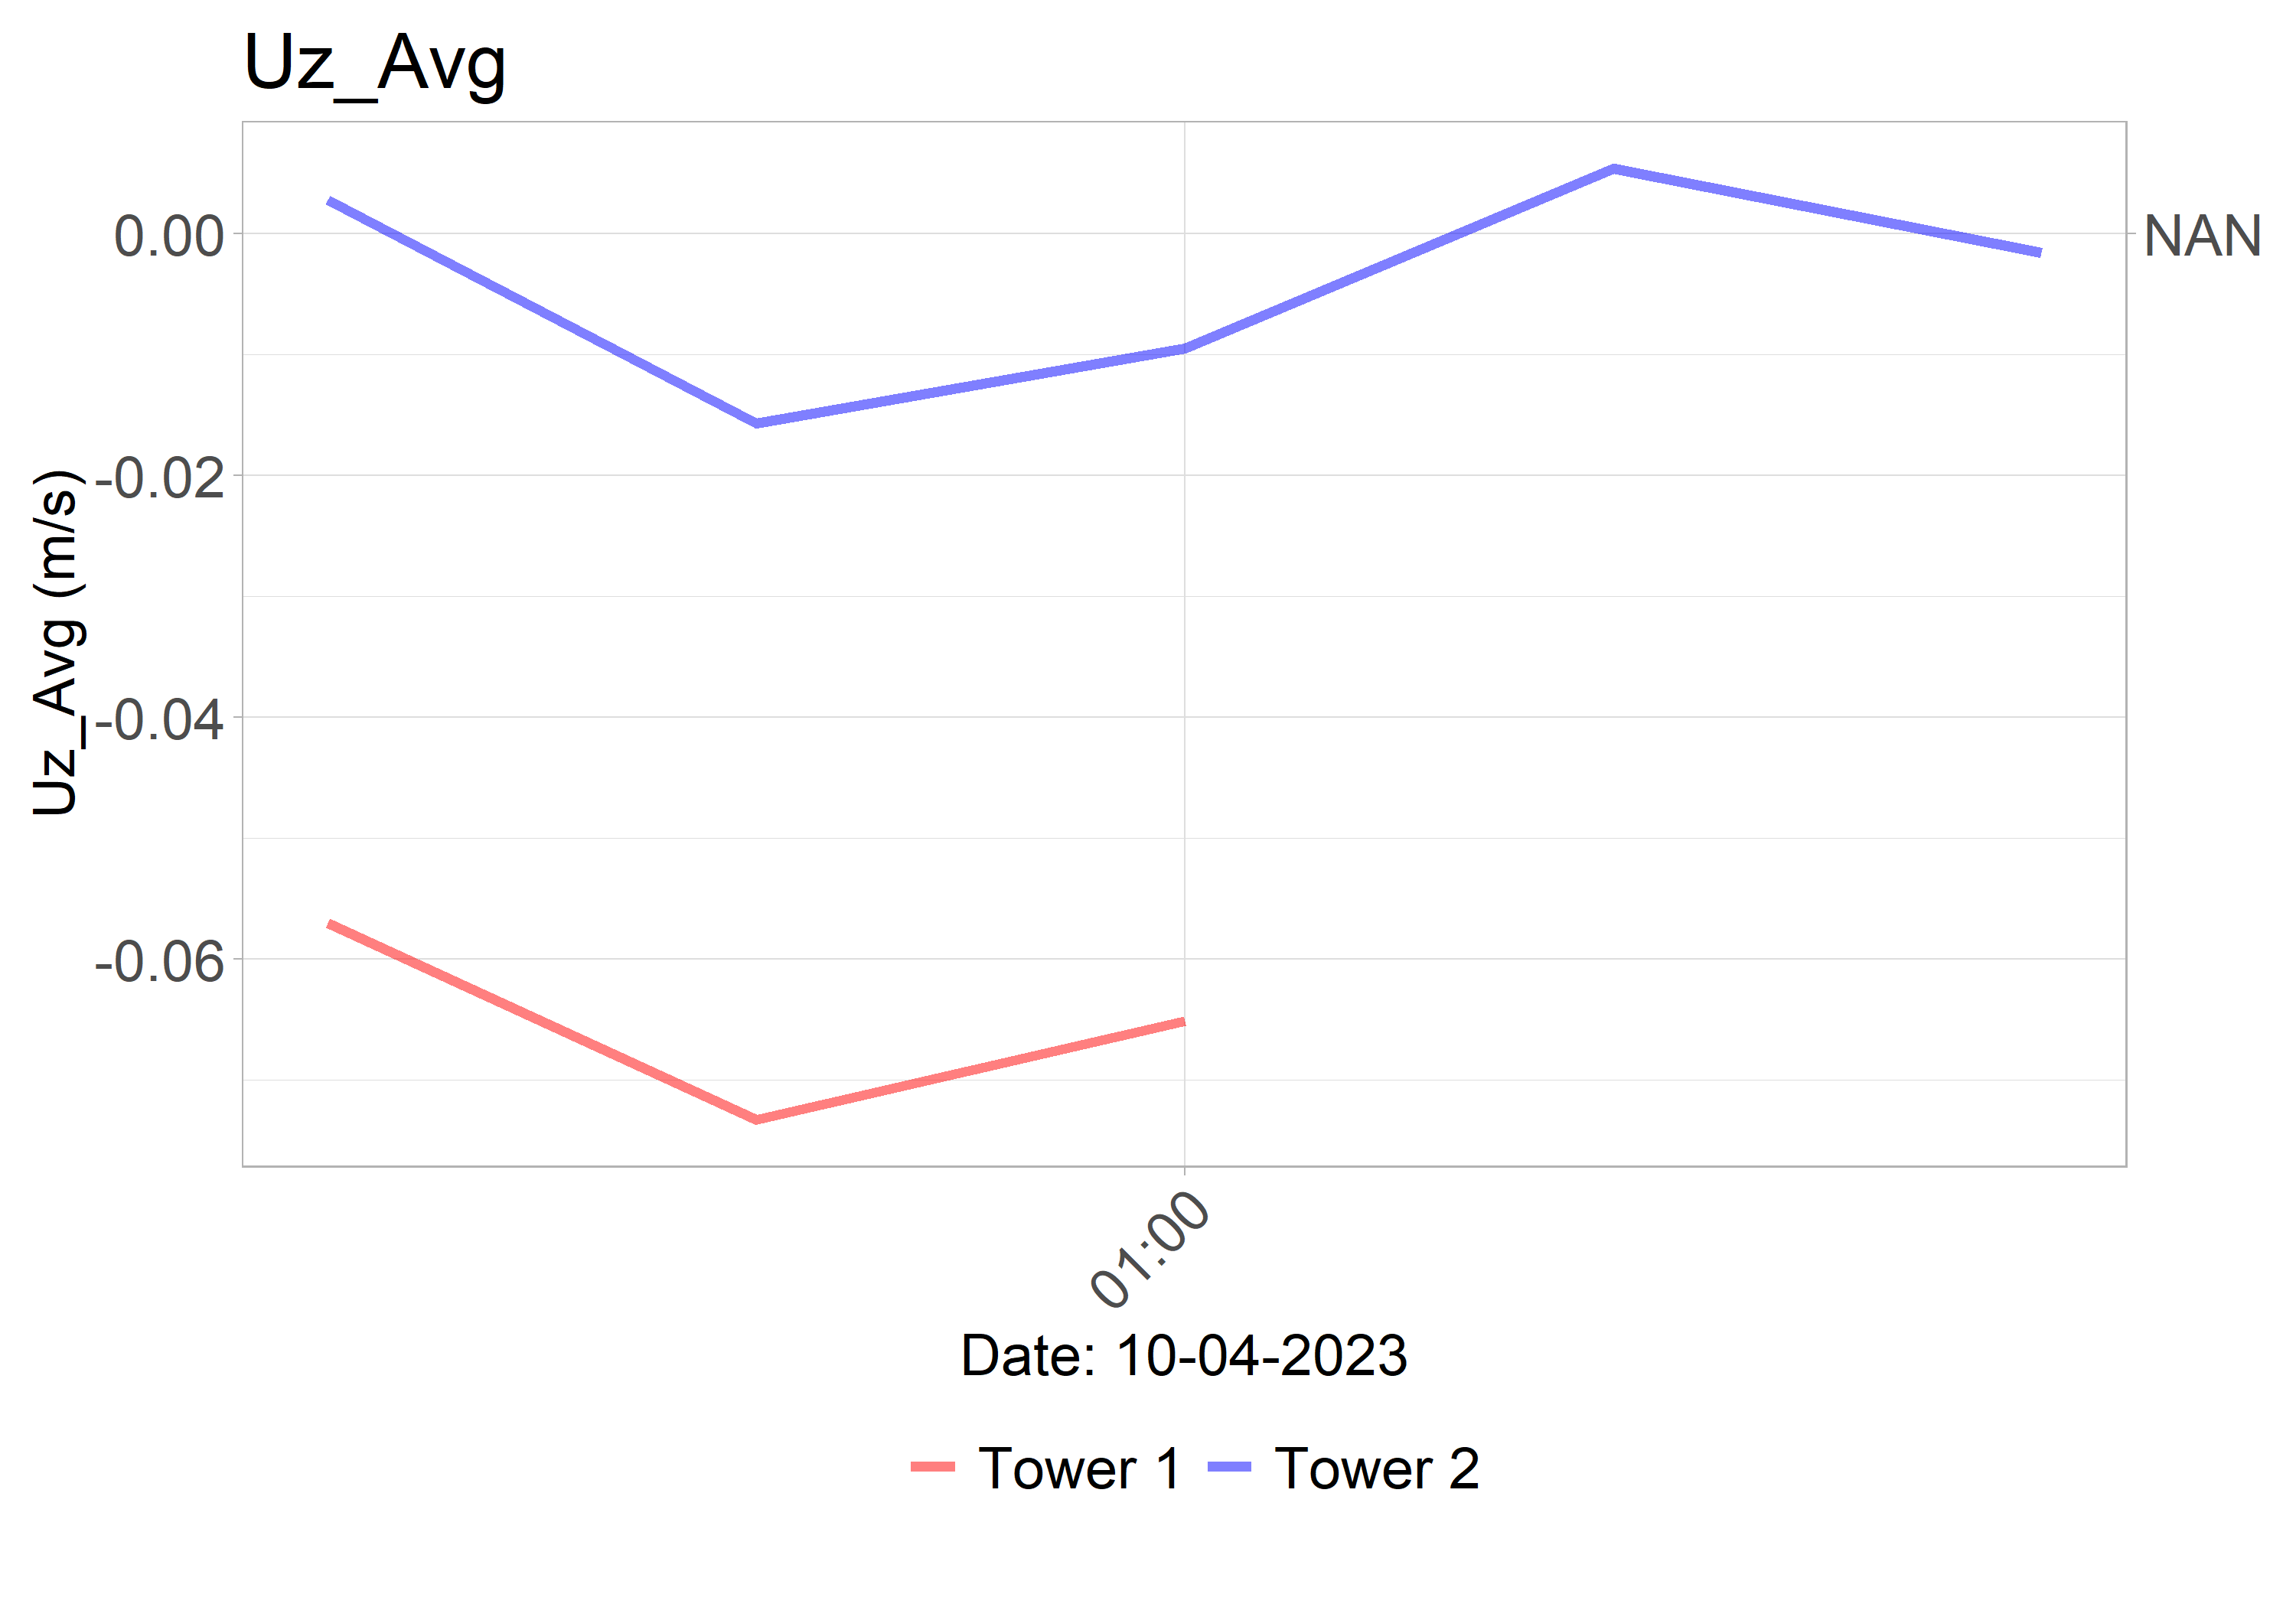 Uz_Avg
Uz_Avg (m/s)
0.00
-0.02
-0.04
-0.06
NAN
01:00
Date: 10-04-2023
Tower 1 Tower 2